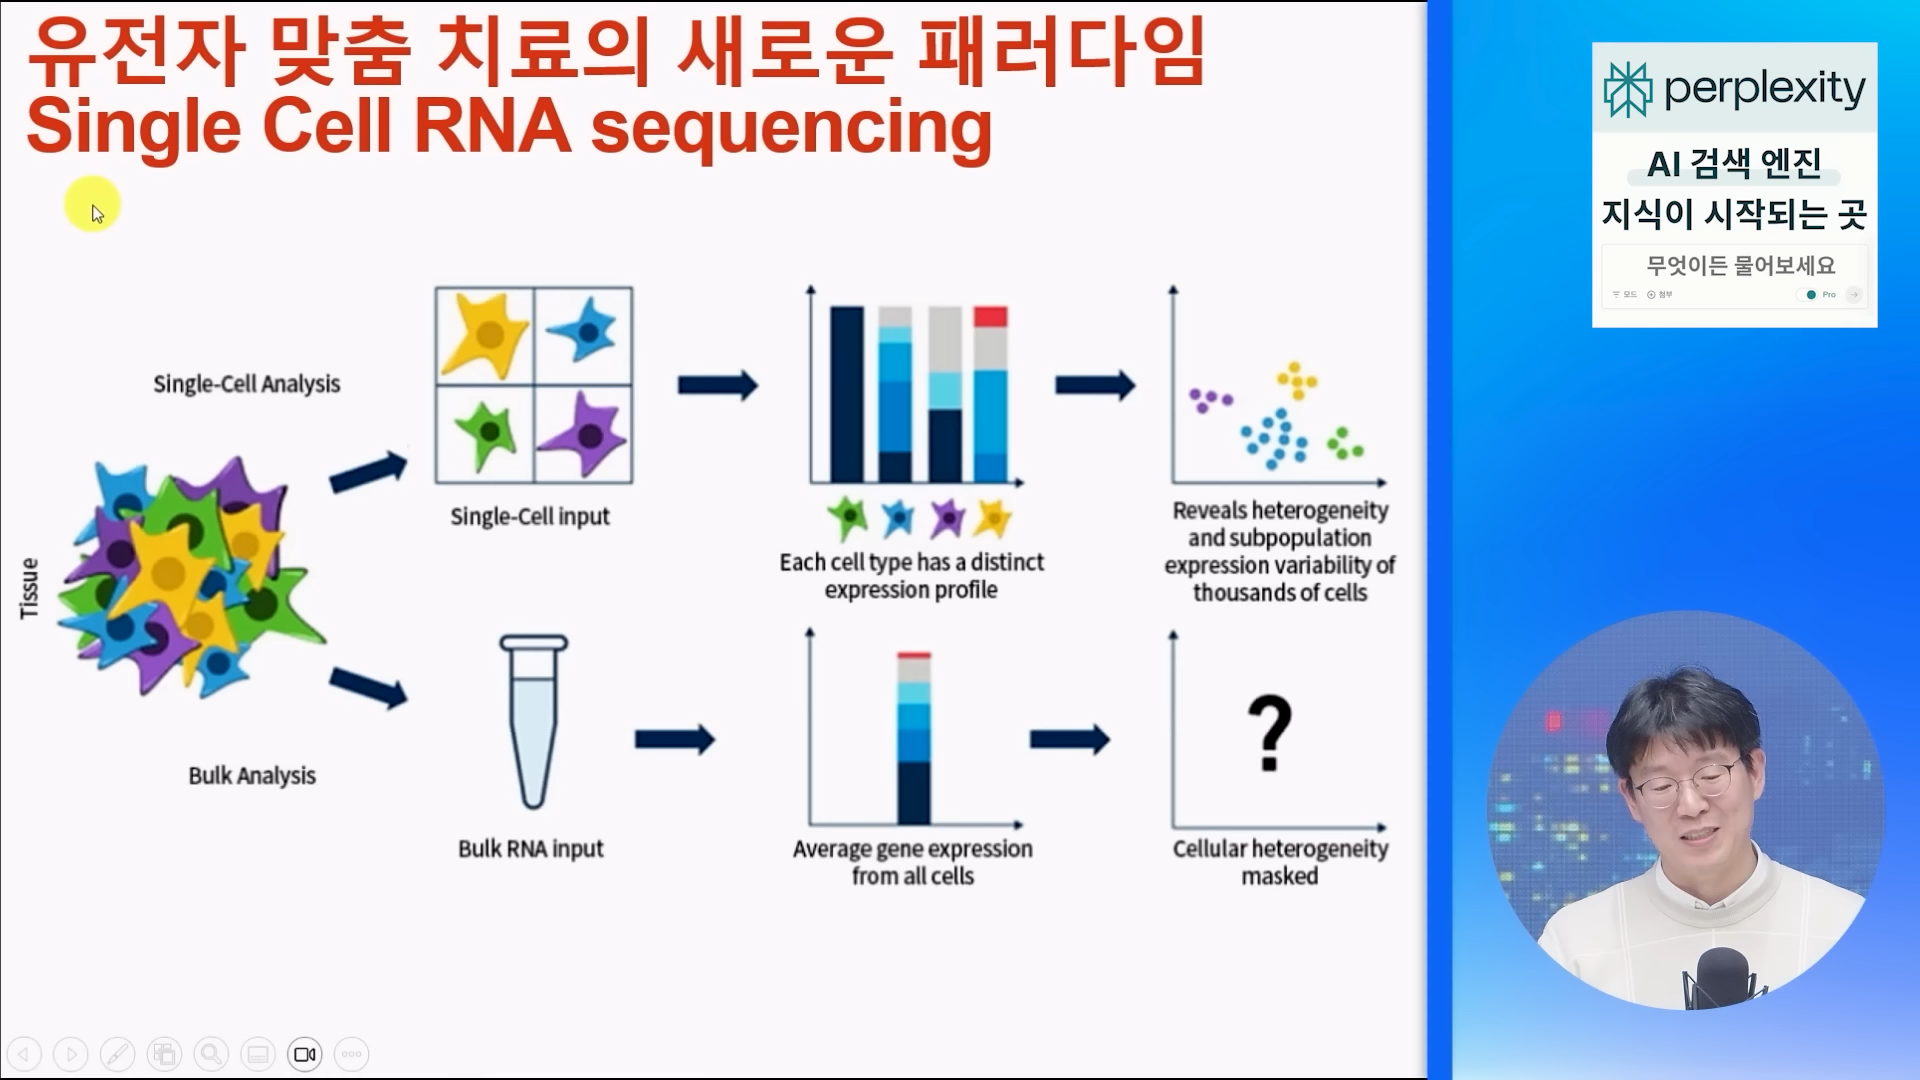 유전자 맞춤 치료의 새로운 패러다임
Single Cell RNA sequencing
Single-Cell Analysis
Tissue
Bulk Analysis
Single-Cell input
Each cell type has a distinct
expression profile
Reveals heterogeneity
and subpopulation
expression variability of
thousands of cells
Bulk RNA input
Average gene expression
from all cells
?
Cellular heterogeneity
masked
perplexity
AI 검색 엔진
지식이 시작되는 곳
무엇이든 물어보세요
모드
첨부
Pro